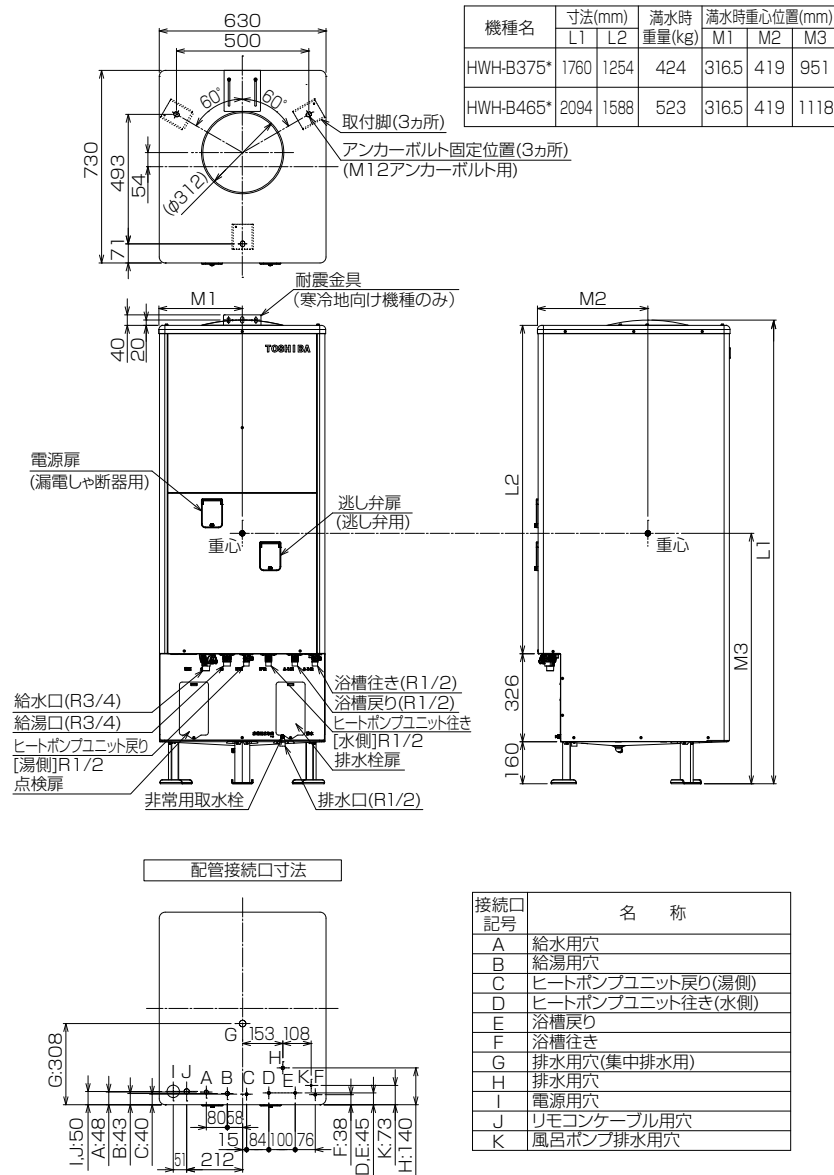 630
500
60°
60°
730
493
54
71
(φ312)
取付脚(3ヵ所)
アンカーボルト固定位置(3ヵ所)
(M12アンカーボルト用)
機種名 寸法(mm) 満水時重量(kg) 満水時重心位置(mm)
L1 L2 M1 M2 M3
HWH-B375* 1760 1254 424 316.5 419 951
HWH-B465* 2094 1588 523 316.5 419 1118
耐震金具
(寒冷地向け機種のみ)
M1
40
20
TOSHIBA
電源扉
(漏電しゃ断器用)
逃し弁扉
(逃し弁用)
重心
給水口(R3/4)
給湯口(R3/4)
ヒートポンプユニット戻り
[湯側]R1/2
点検扉
非常用取水栓
浴槽往き(R1/2)
浴槽戻り(R1/2)
ヒートポンプユニット往き
[水側]R1/2
排水栓扉
排水口(R1/2)
M2
L2
重心
L1
M3
326
160
配管接続口寸法
G:308
G
153
108
H
I
J
A
B
C
D
E
K
F
80
58
15
84
100
76
51
212
I,J:50
A:48
B:43
C:40
F:38
D,E:45
K:73
H:140
接続口記号 名 称
A 給水用穴
B 給湯用穴
C ヒートポンプユニット戻り(湯側)
D ヒートポンプユニット往き(水側)
E 浴槽戻り
F 浴槽往き
G 排水用穴(集中排水用)
H 排水用穴
I 電源用穴
J リモコンケーブル用穴
K 風呂ポンプ排水用穴